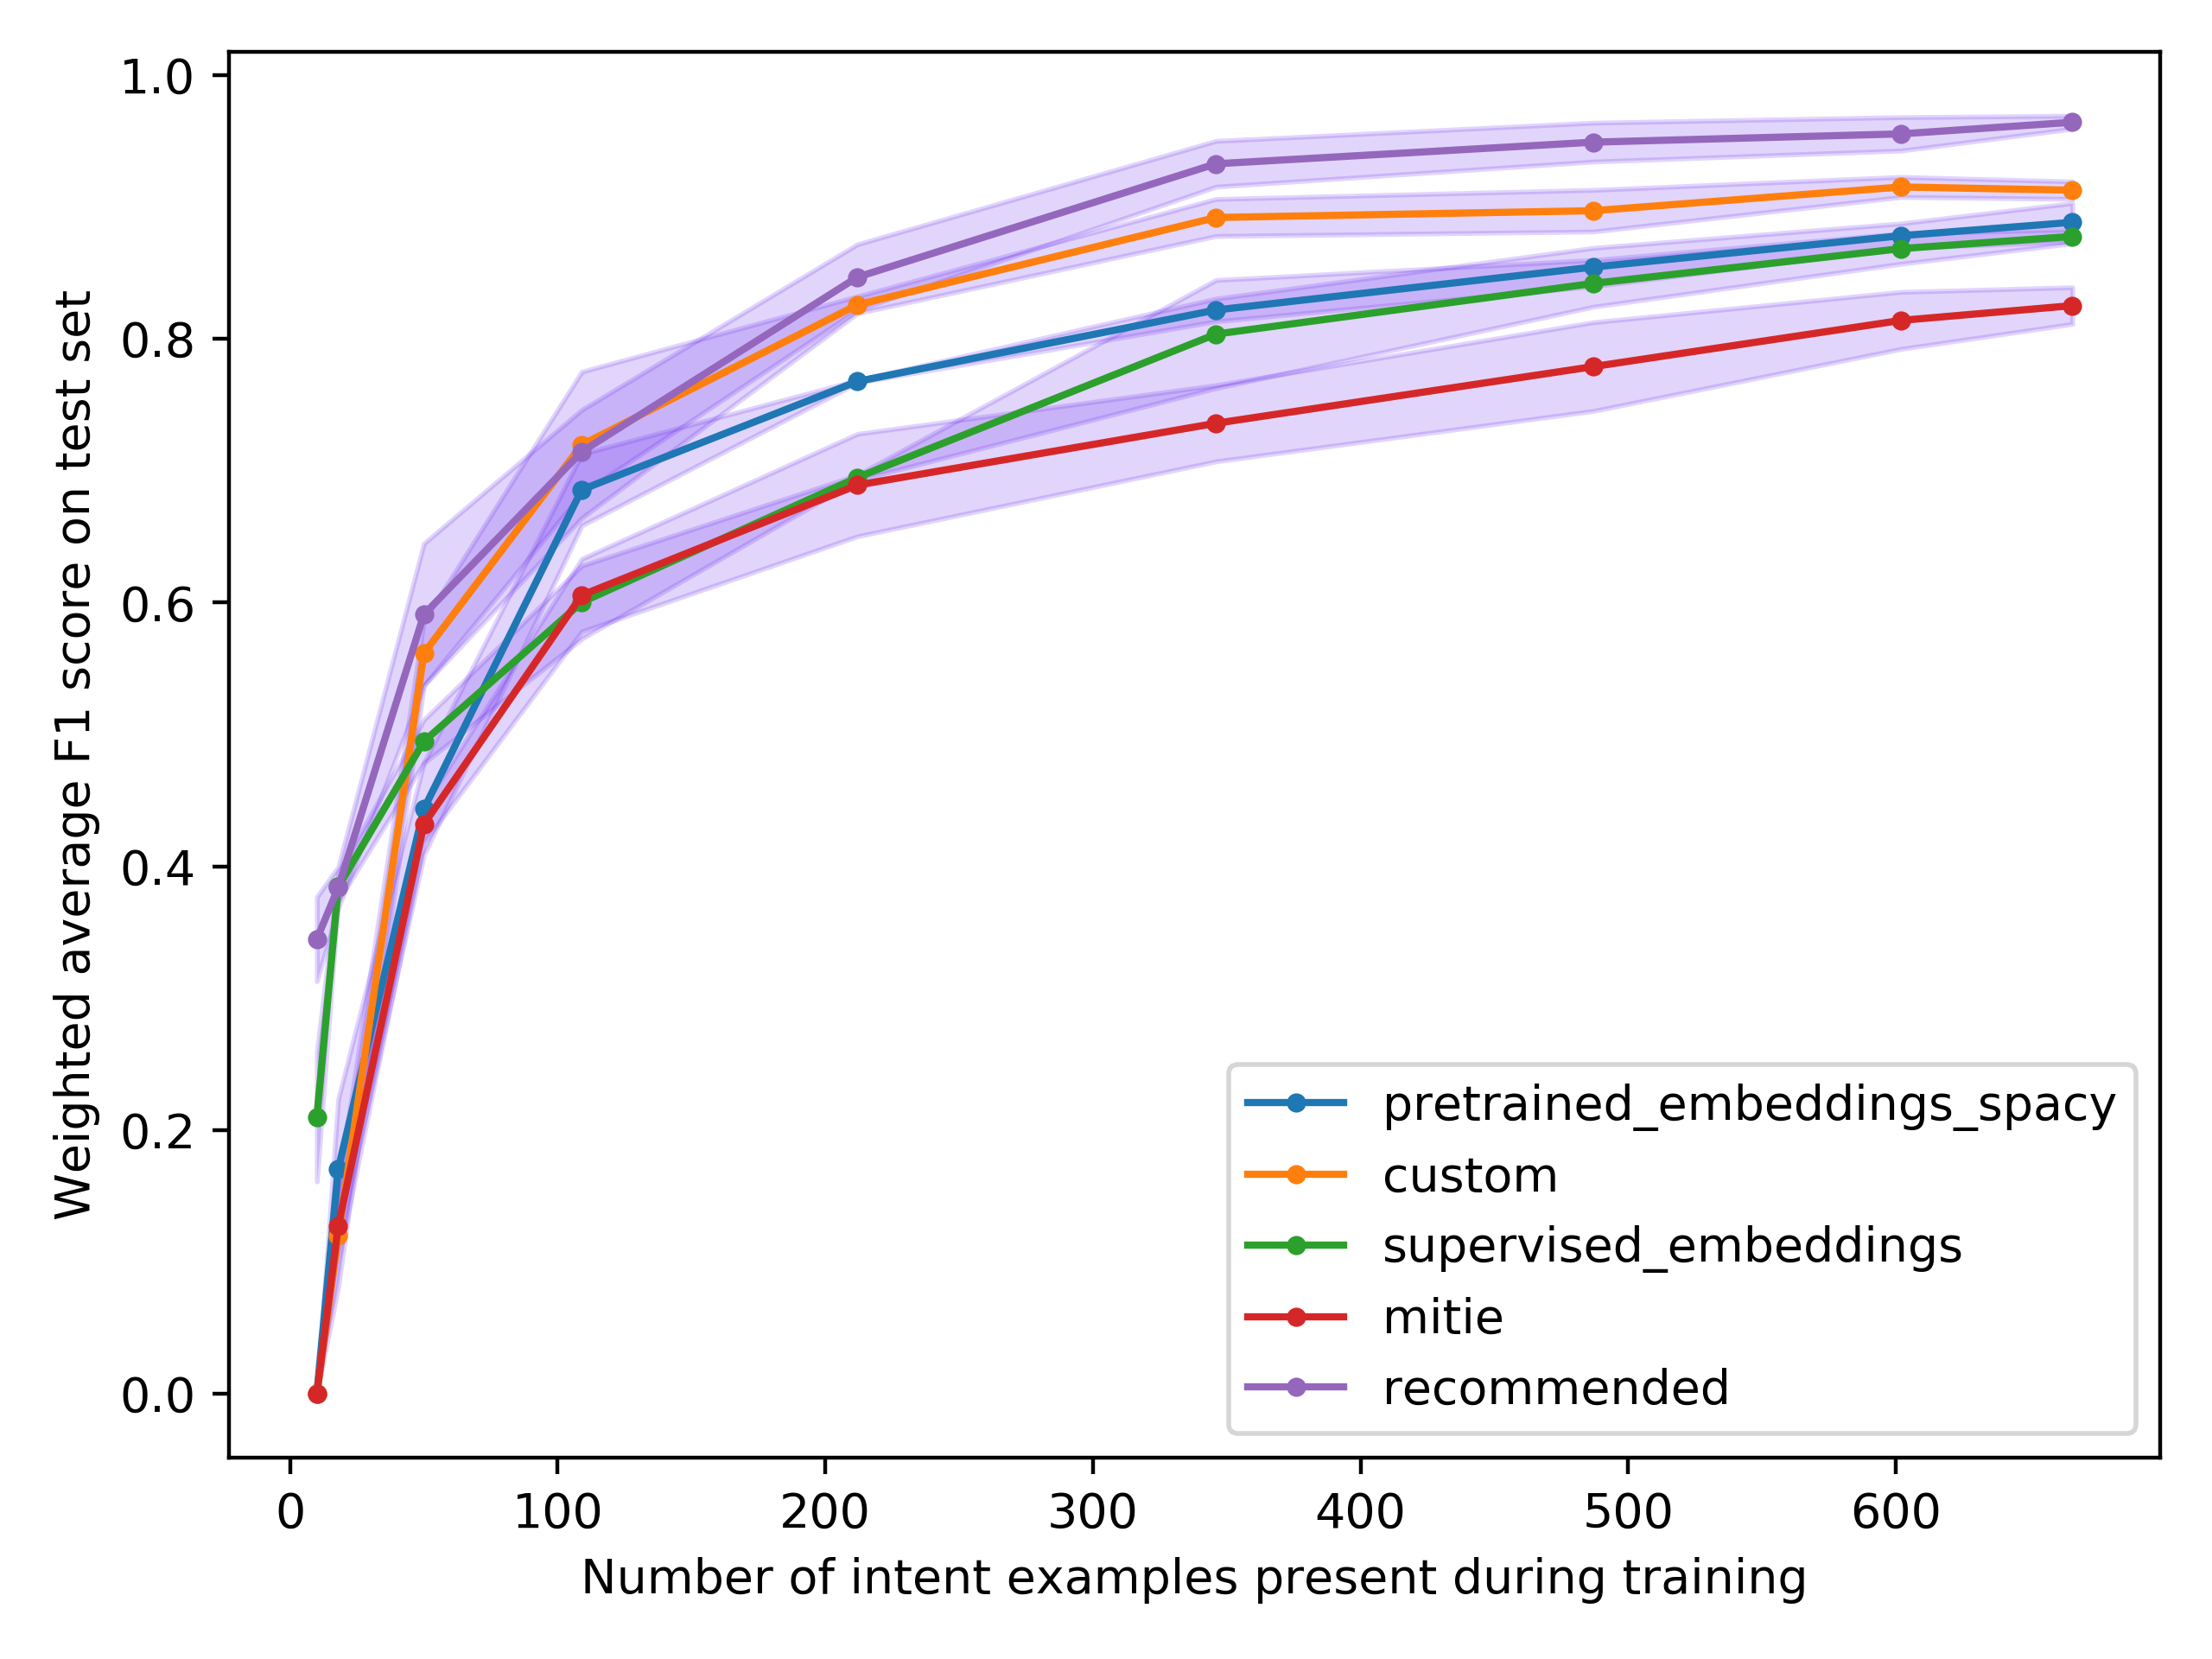 1.0
0.8
0.6
0.4
0.2
0.0
Weighted average F1 score on test set
pretrained_embeddings_spacy
custom
supervised_embeddings
mitie
recommended
0 100 200 300 400 500 600
Number of intent examples present during training